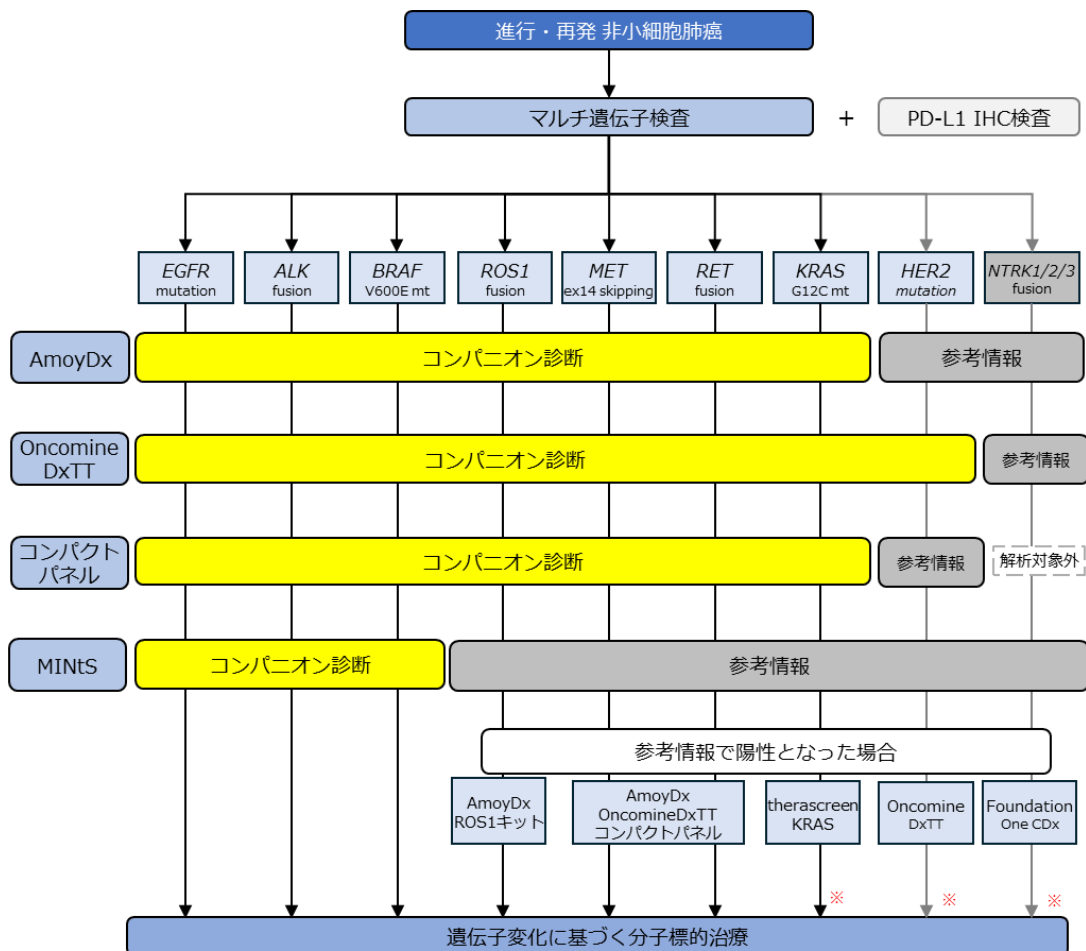 進行・再発 非小細胞肺癌
マルチ遺伝子検査
+
PD-L1 IHC検査
EGFR
mutation
ALK
fusion
BRAF
V600E mt
ROS1
fusion
MET
ex14 skipping
RET
fusion
KRAS
G12C mt
HER2
mutation
NTRK1/2/3
fusion
AmoyDx
コンパニオン診断
参考情報
Oncomine
DxTT
コンパニオン診断
参考情報
コンパクト
パネル
コンパニオン診断
参考情報
解析対象外
MINtS
コンパニオン診断
参考情報
参考情報で陽性となった場合
AmoyDx
ROS1キット
AmoyDx
OncomineDxTT
コンパクトパネル
therascreen
KRAS
Oncomine
DxTT
Foundation
One CDx
※
※
※
遺伝子変化に基づく分子標的治療